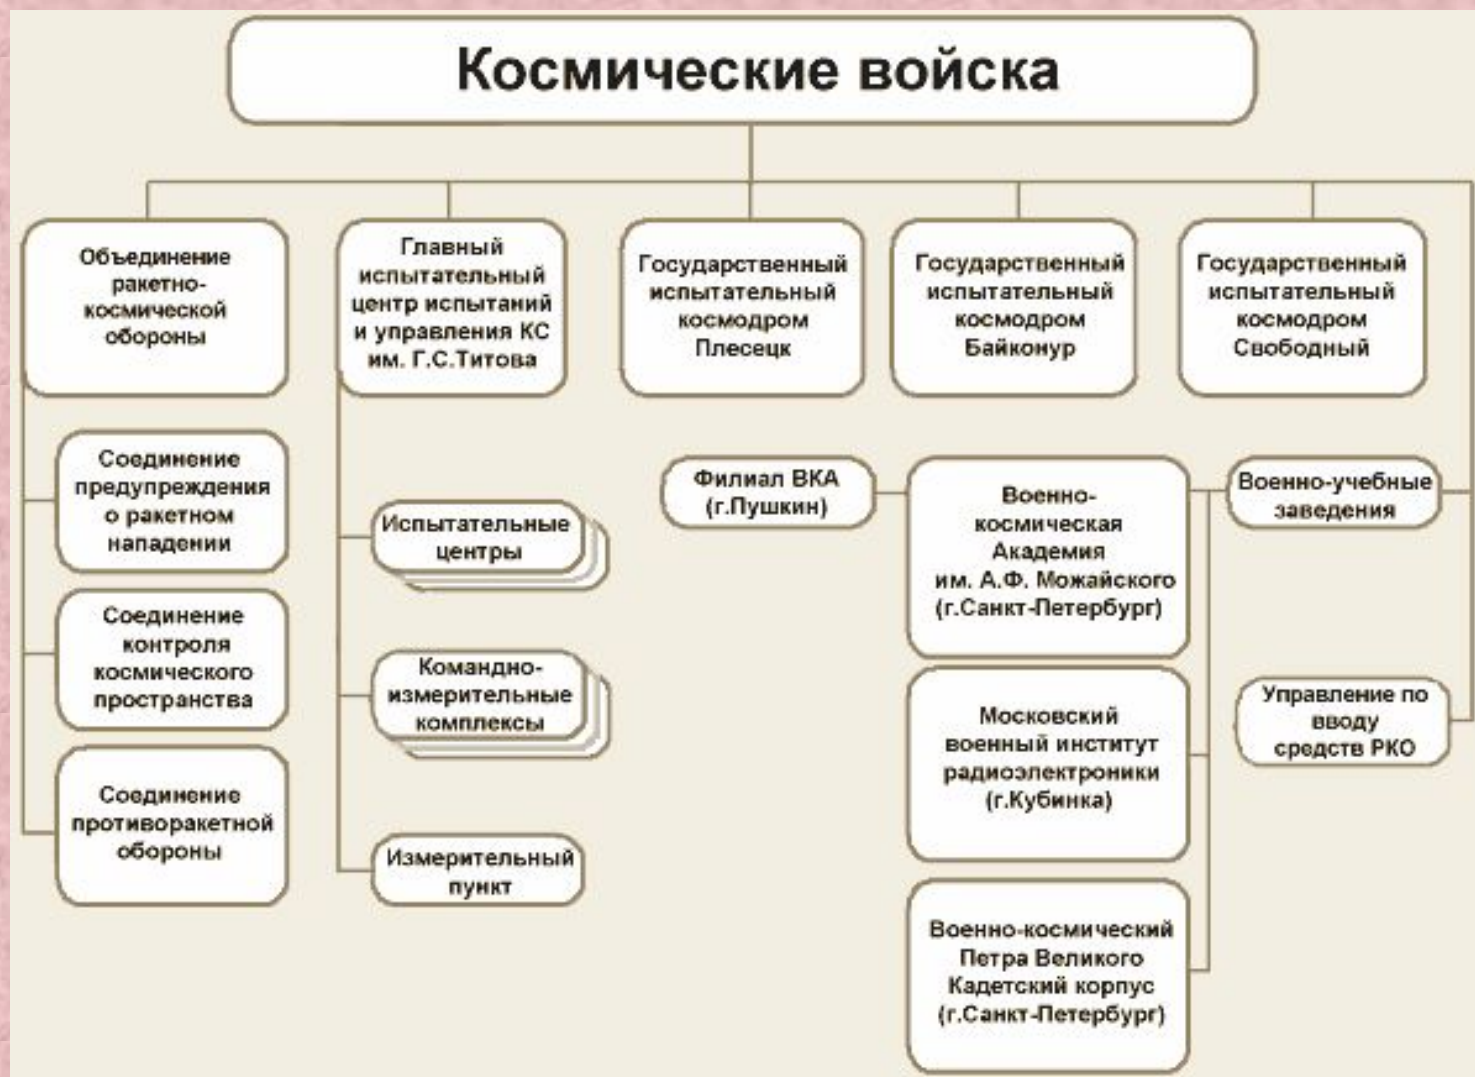 Космические войска
Объединение
ракетно-
космической
обороны
Главный
испытательный
центр испытаний
и управления КС
им. Г.С.Титова
Государственный
испытательный
космодром
Плесецк
Государственный
испытательный
космодром
Байконур
Государственный
испытательный
космодром
Свободный
Соединение
предупреждения
о ракетном
нападении
Соединение
контроля
космического
пространства
Соединение
противоракетной
обороны
Испытательные
центры
Командно-
измерительные
комплексы
Измерительный
пункт
Филиал ВКА
(г.Пушкин)
Военно-
космическая
Академия
им. А.Ф. Можайского
(г.Санкт-Петербург)
Московский
военный институт
радиоэлектроники
(г.Кубинка)
Военно-космический
Петра Великого
Кадетский корпус
(г.Санкт-Петербург)
Военно-учебные
заведения
Управление по
вводу
средств РКО